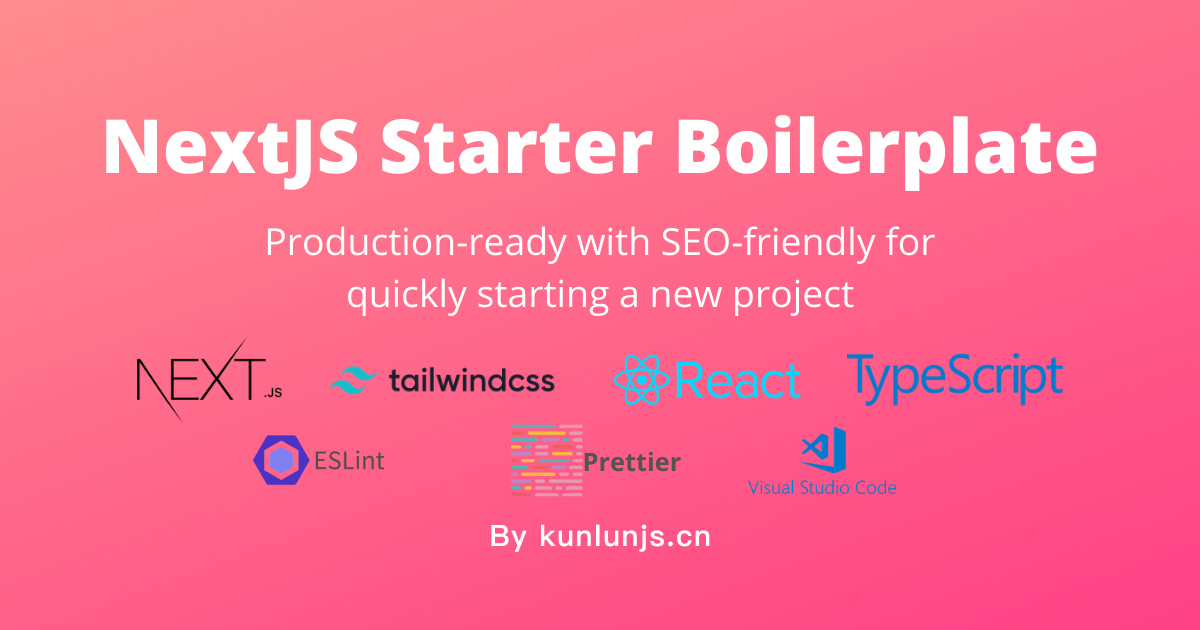 NextJS Starter Boilerplate
Production-ready with SEO-friendly for
quickly starting a new project
NEXT.JS tailwindcss React TypeScript
ESLint Prettier Visual Studio Code
By kunlunjs.cn